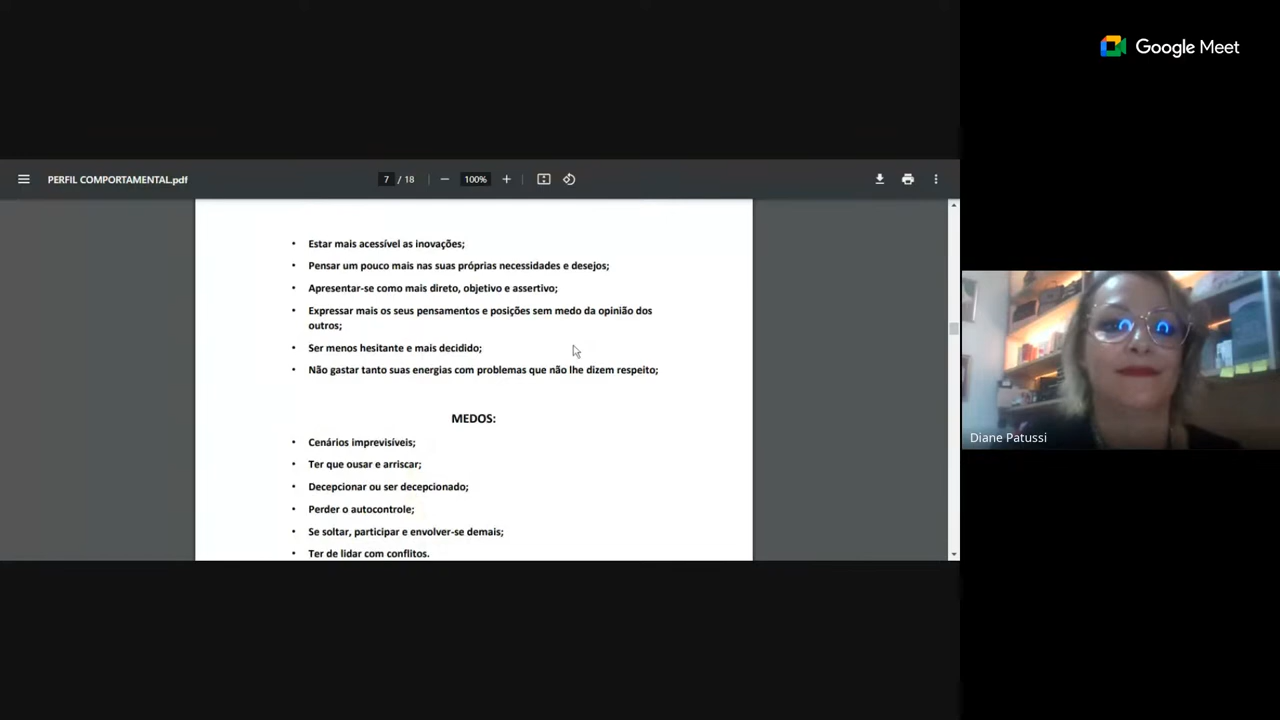 Google Meet
PERFIL COMPORTAMENTAL.pdf
7 / 18
100%
• Estar mais acessível as inovações;
• Pensar um pouco mais nas suas próprias necessidades e desejos;
• Apresentar-se como mais direto, objetivo e assertivo;
• Expressar mais os seus pensamentos e posições sem medo da opinião dos
outros;
• Ser menos hesitante e mais decidido;
• Não gastar tanto suas energias com problemas que não lhe dizem respeito;
MEDOS:
• Cenários imprevisíveis;
• Ter que ousar e arriscar;
• Decepcionar ou ser decepcionado;
• Perder o autocontrole;
• Se soltar, participar e envolver-se demais;
• Ter de lidar com conflitos.
Diane Patussi